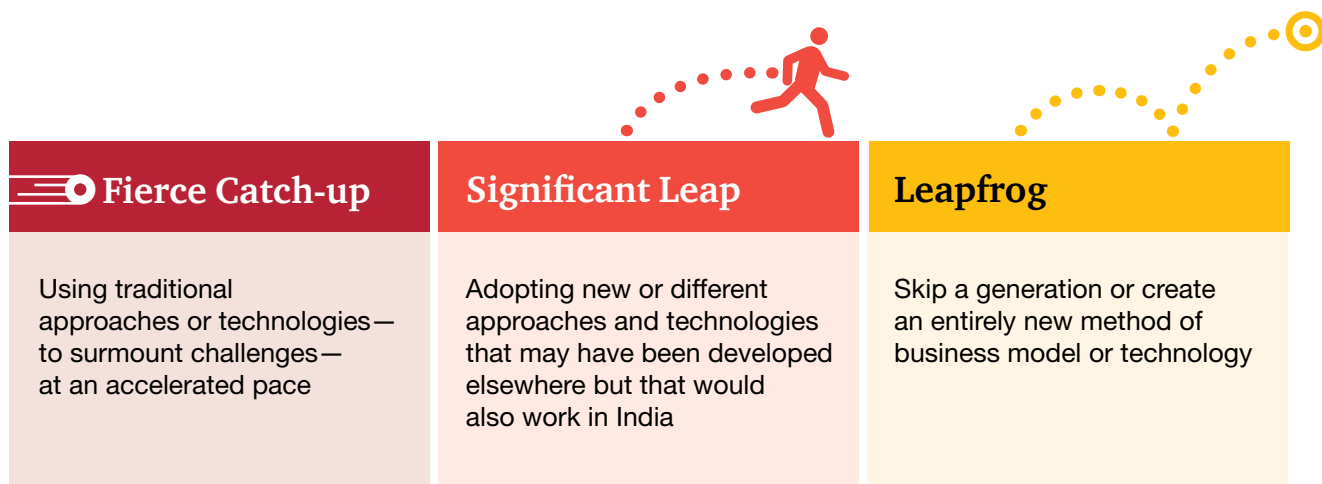 Fierce Catch-up
Using traditional
approaches or technologies—
to surmount challenges—
at an accelerated pace
Significant Leap
Adopting new or different
approaches and technologies
that may have been developed
elsewhere but that would
also work in India
Leapfrog
Skip a generation or create
an entirely new method of
business model or technology